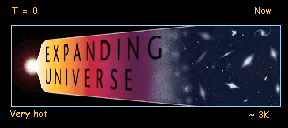 T = 0 Now
EXPANDING
UNIVERSE
Very hot ~ 3K